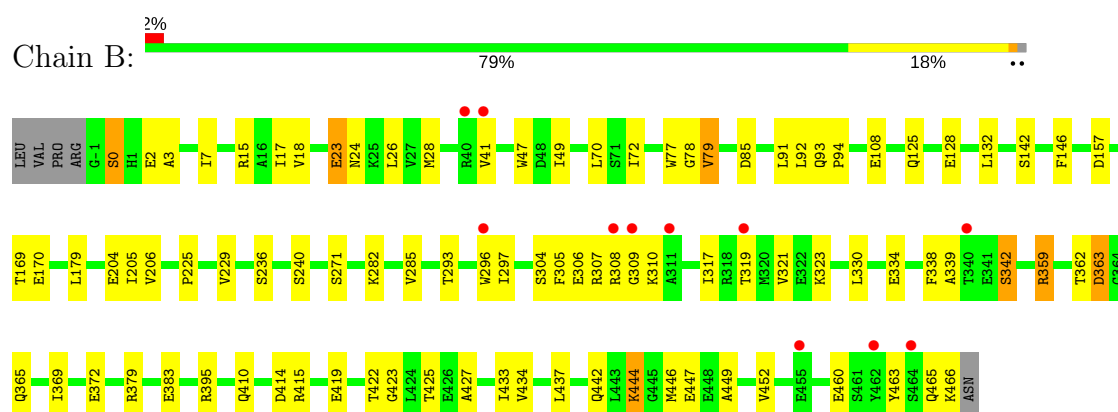 2%
Chain B:
79% 18% ••
LEU VAL PRO ARG G-1 S0 H1 E2 A3 I7 R15 A16 I17 V18 E23 N24 K25 L26 V27 M28 R40 V41 W47 D48 I49 L70 S71 I72 W77 G78 V79 D85 L91 L92 Q93 P94 E108 Q125 E128 L132 S142 F146 D157
T169 E170 L179 E204 I205 V206 P225 V229 S236 S240 S271 K282 V285 T293 W296 I297 S304 F305 E306 R307 R308 G309 K310 A311 I317 R318 T319 M320 V321 E322 K323 L330 E334 F338 A339 T340 E341 S342 R359 T362 D363 G364
Q365 I369 E372 R379 E383 R395 Q410 D414 R415 E419 T422 G423 L424 T425 E426 A427 I433 V434 L437 Q442 L443 K444 G445 M446 E447 E448 A449 V452 E455 E460 S461 Y462 Y463 S464 Q465 K466 ASN